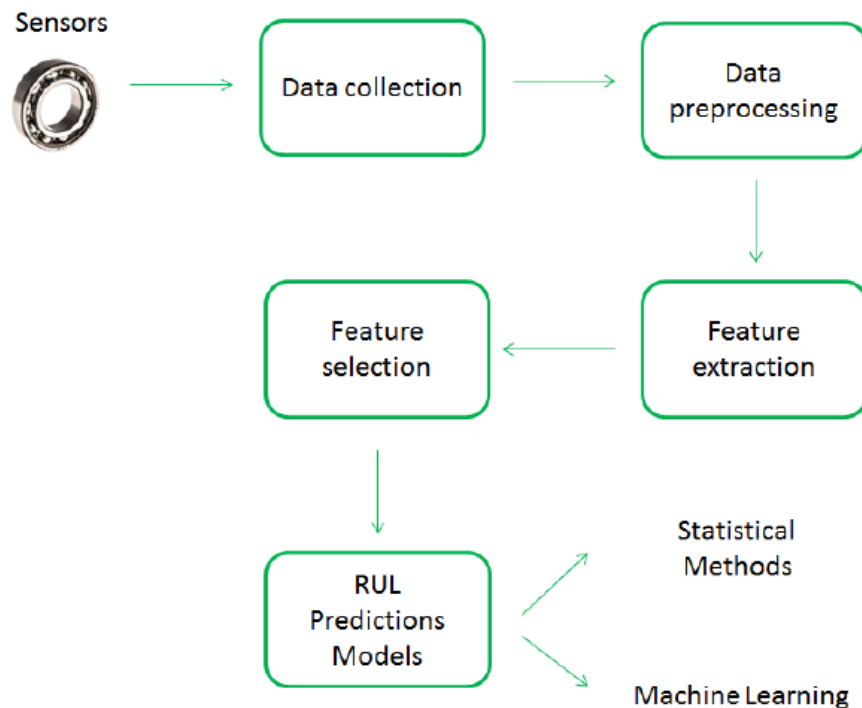 Sensors
Data collection
Data
preprocessing
Feature
extraction
Feature
selection
RUL
Predictions
Models
Statistical
Methods
Machine Learning